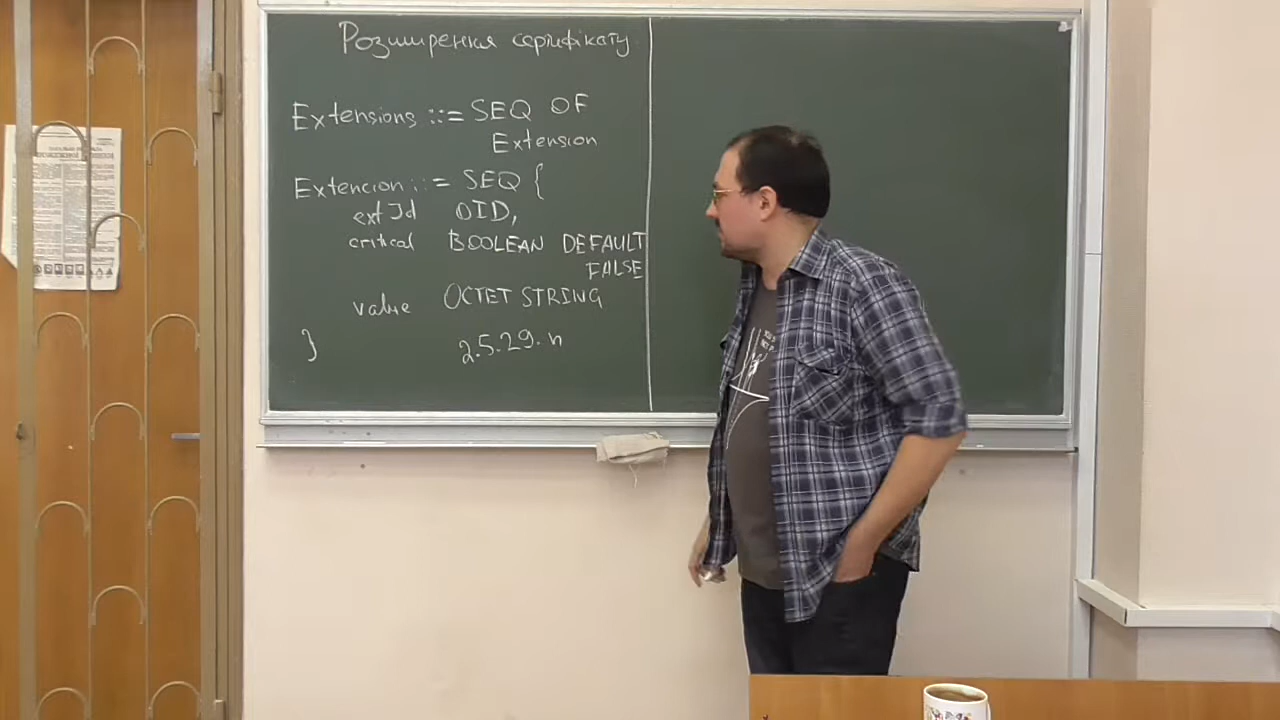 Розширення сертифікату
Extensions ::= SEQ OF
Extension
Extencion ::= SEQ {
extId OID,
critical BOOLEAN DEFAULT
FALSE
value OCTET STRING
}
2.5.29.n